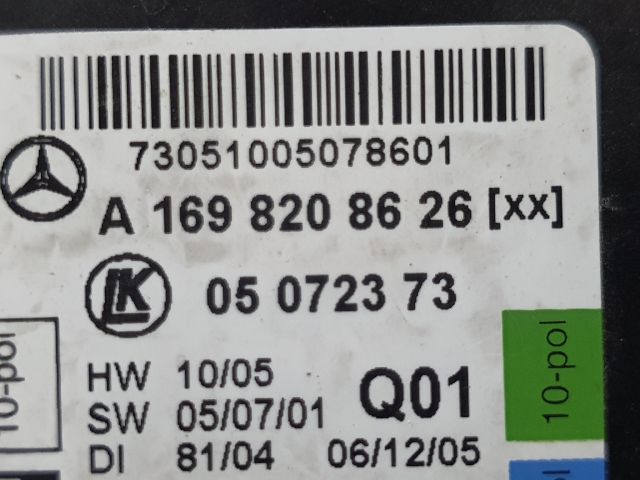 73051005078601
A 169 820 86 26 [xx]
LK 05 0723 73
HW 10/05 Q01
SW 05/07/01
DI 81/04 06/12/05
10-pol
10-pol